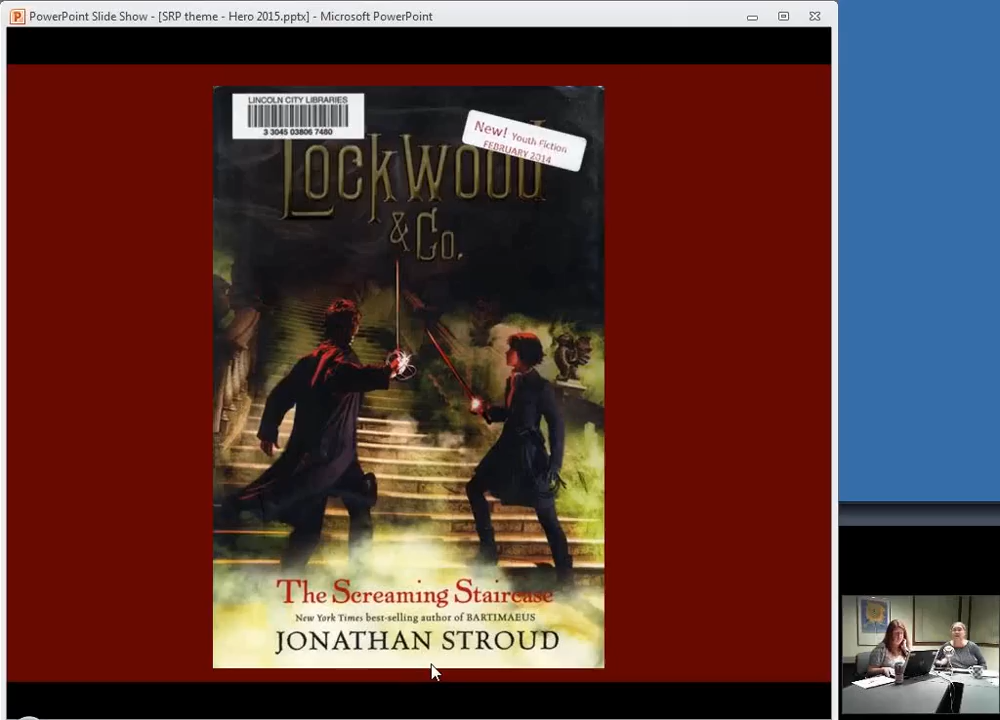 PowerPoint Slide Show - [SRP theme - Hero 2015.pptx] - Microsoft PowerPoint
LINCOLN CITY LIBRARIES
3 3045 03806 7480
New! Youth Fiction
FEBRUARY 2014
Lockwood
& Co.
The Screaming Staircase
New York Times best-selling author of BARTIMAEUS
JONATHAN STROUD